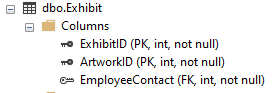 dbo.Exhibit
Columns
ExhibitID (PK, int, not null)
ArtworkID (PK, int, not null)
EmployeeContact (FK, int, not null)